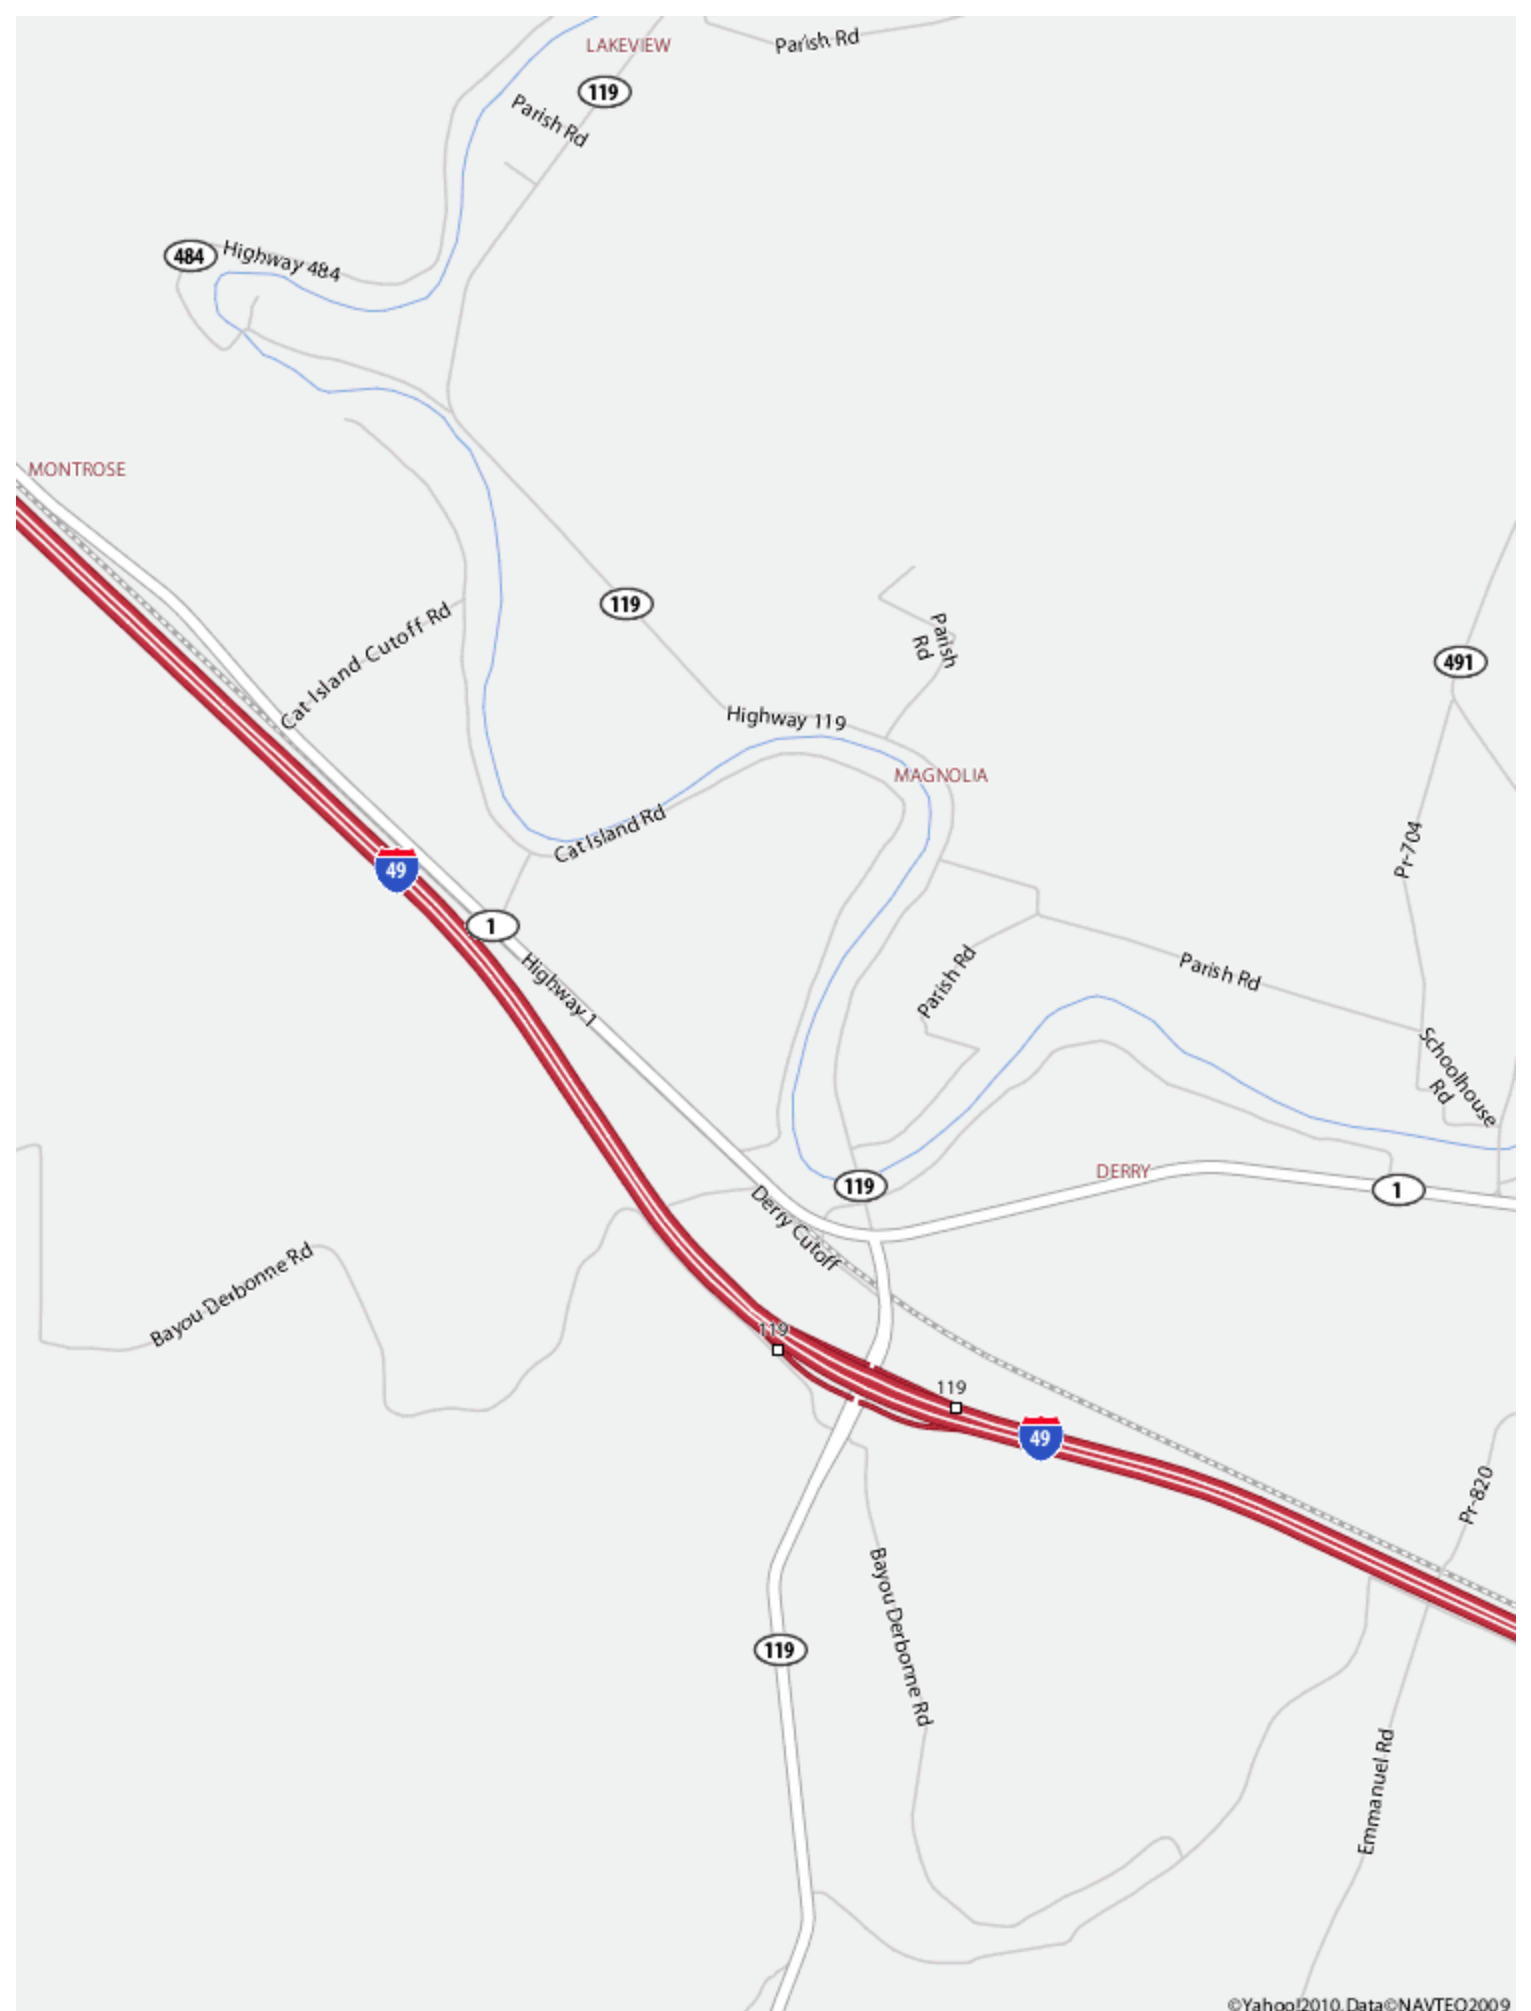 LAKEVIEW
Parish Rd
119
Parish Rd
484
Highway 484
MONTROSE
119
Cat Island Cutoff Rd
Parish
Rd
491
Highway 119
MAGNOLIA
Cat Island Rd
Pr-704
49
1
Highway 1
Parish Rd
Parish Rd
Schoolhouse
Rd
119
DERRY
1
Derry Cutoff
Bayou Derbonne Rd
119
119
49
Pr-820
Bayou Derbonne Rd
119
Emmanuel Rd
©Yahoo!2010, Data©NAVTEQ2009